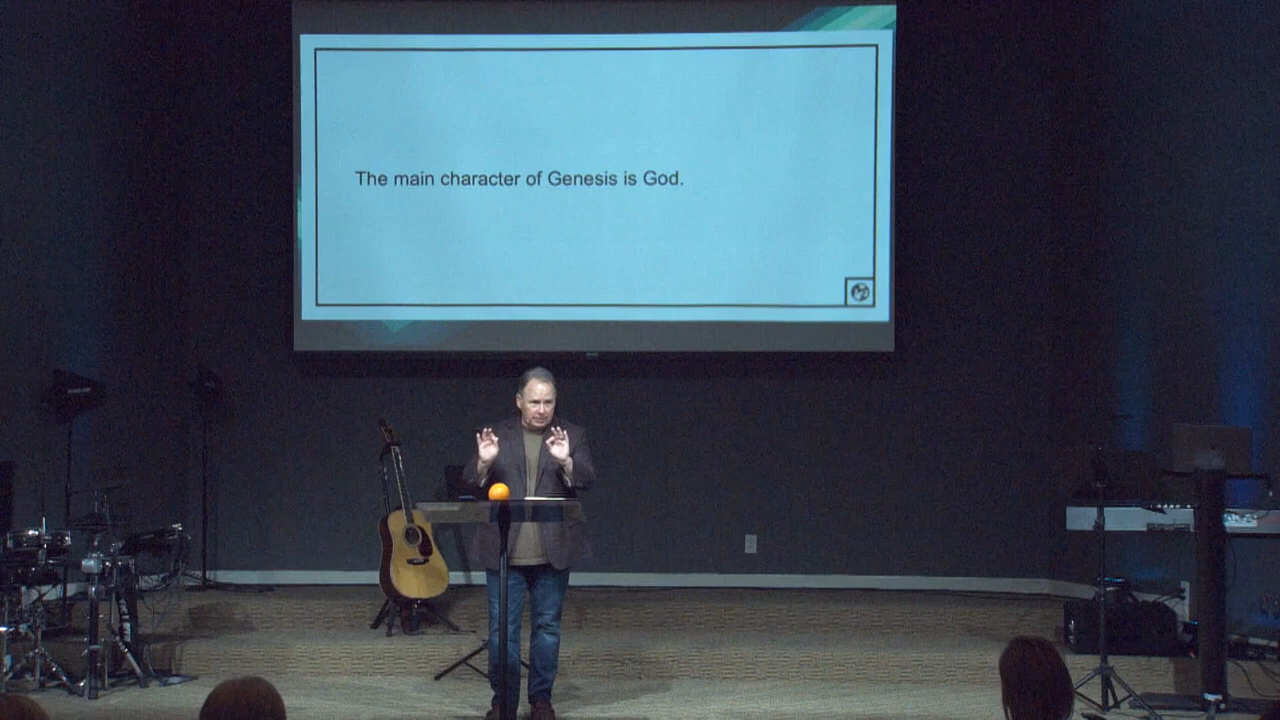 The main character of Genesis is God.